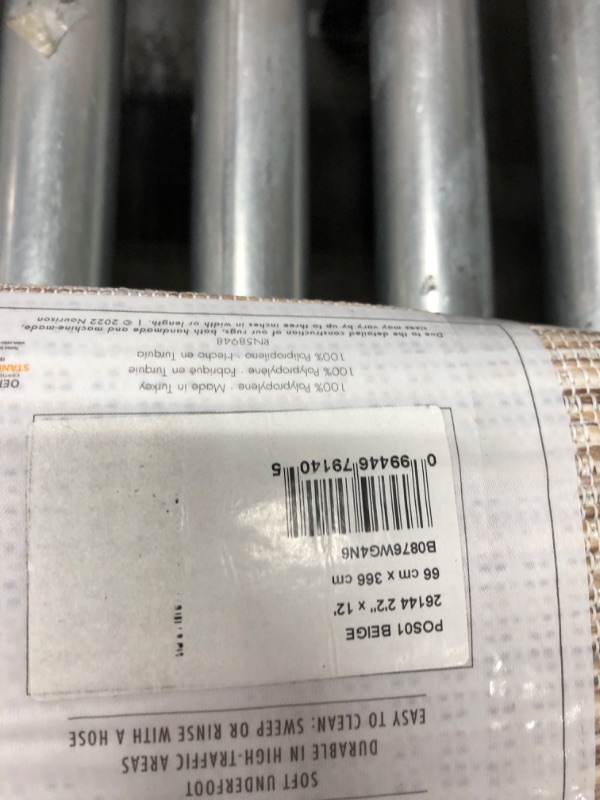 SOFT UNDERFOOT
DURABLE IN HIGH-TRAFFIC AREAS
EASY TO CLEAN: SWEEP OR RINSE WITH A HOSE
POS01 BEIGE
26144 2'2" x 12'
66 cm x 366 cm
B0876WG4N6
0 99446 79140 5
100% Polypropylene · Made in Turkey
100% Polypropylène · Fabriqué en Turquie
100% Polipropileno · Hecho en Turquía
RN58948
Due to the detailed construction of our rugs, both handmade and machine-made,
sizes may vary by up to three inches in width or length. | © 2022 Nourison